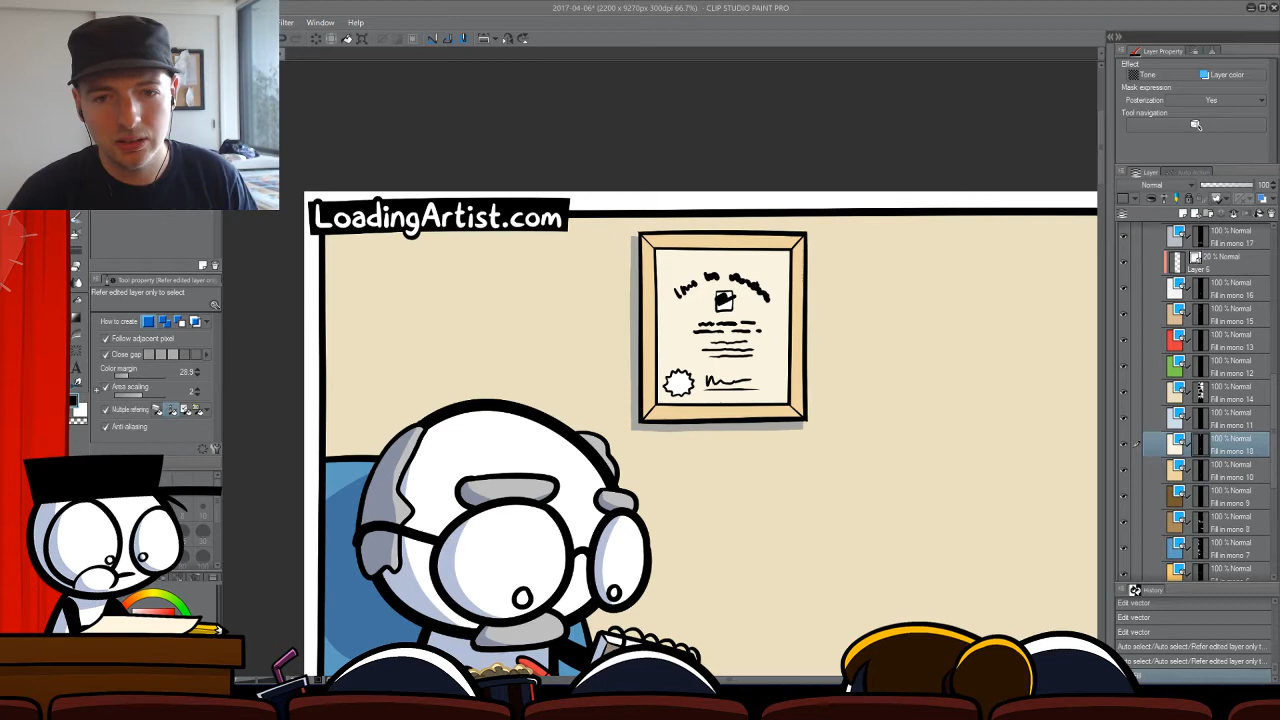 2017-04-06* (2200 x 9270px 300dpi 66.7%) - CLIP STUDIO PAINT PRO
Filter Window Help
LoadingArtist.com
Tool property (Refer edited layer
Refer edited layer only to select
How to create
Follow adjacent pixel
Close gap
Color margin 28.9
Area scaling 2
Multiple referring
Anti-aliasing
Layer Property
Effect
Tone Layer color
Mask expression
Posterization Yes
Tool navigation
Layer
Normal 100
100 % Normal
Fill in mono 17
20 % Normal
Layer 6
100 % Normal
Fill in mono 16
100 % Normal
Fill in mono 15
100 % Normal
Fill in mono 13
100 % Normal
Fill in mono 12
100 % Normal
Fill in mono 14
100 % Normal
Fill in mono 11
100 % Normal
Fill in mono 18
100 % Normal
Fill in mono 10
100 % Normal
Fill in mono 9
100 % Normal
Fill in mono 8
100 % Normal
Fill in mono 7
100 % Normal
History
Edit vector
Edit vector
Edit vector
Auto select/Auto select/Refer edited layer only t...
Auto select/Auto select/Refer edited layer only t...